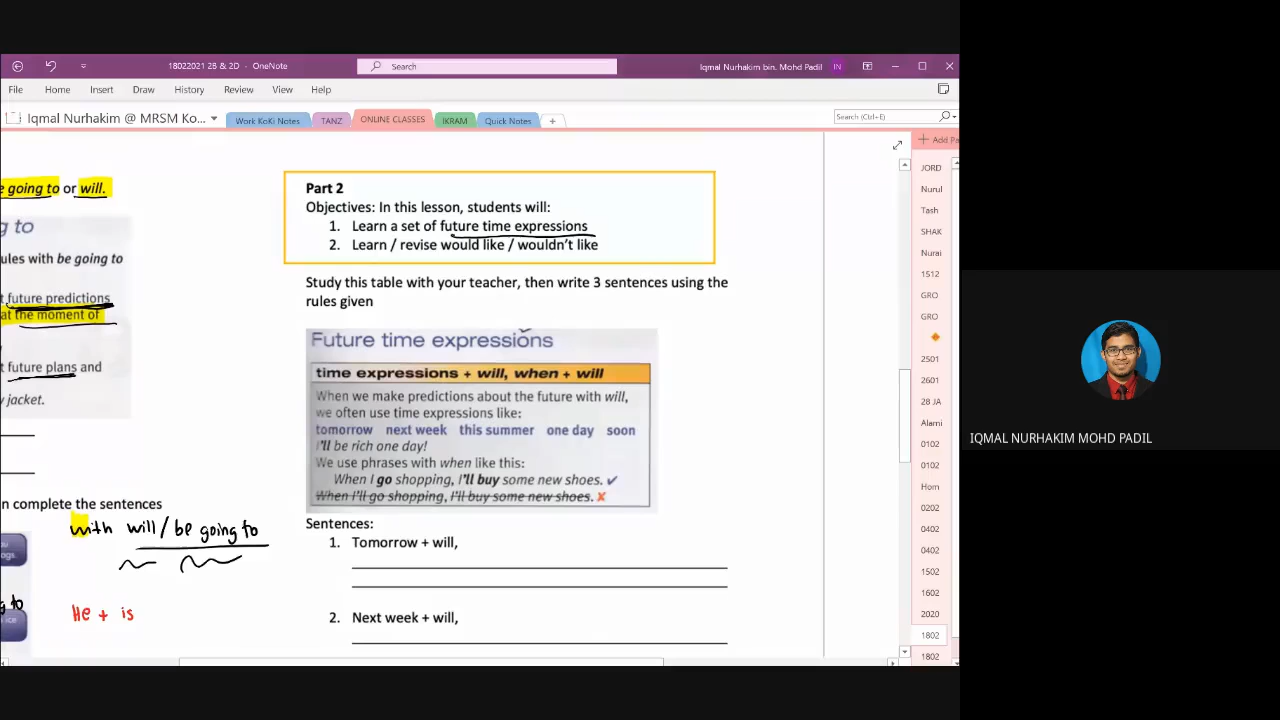 18022021 2B & 2D - OneNote
Search
Iqmal Nurhakim bin. Mohd Padil
IN
File Home Insert Draw History Review View Help
Iqmal Nurhakim @ MRSM Ko...
Work KoKi Notes
TANZ
ONLINE CLASSES
IKRAM
Quick Notes
Search (Ctrl+E)
Add Pa
e going to or will.
g to
ules with be going to
t future predictions
at the moment of
t future plans and
y jacket.
n complete the sentences
with will / be going to
He + is
Part 2
Objectives: In this lesson, students will:
1. Learn a set of future time expressions
2. Learn / revise would like / wouldn't like
Study this table with your teacher, then write 3 sentences using the
rules given
Future time expressions
time expressions + will, when + will
When we make predictions about the future with will,
we often use time expressions like:
tomorrow next week this summer one day soon
I'll be rich one day!
We use phrases with when like this:
When I go shopping, I'll buy some new shoes. ✓
When I'll go shopping, I'll buy some new shoes. ✗
Sentences:
1. Tomorrow + will,
2. Next week + will,
JORD
Nurul
Tash
SHAK
Nurai
1512
GRO
GRO
2501
2601
28 JA
Alami
0102
0102
Hom
0202
0402
0402
1502
1602
2020
1802
1802
IQMAL NURHAKIM MOHD PADIL